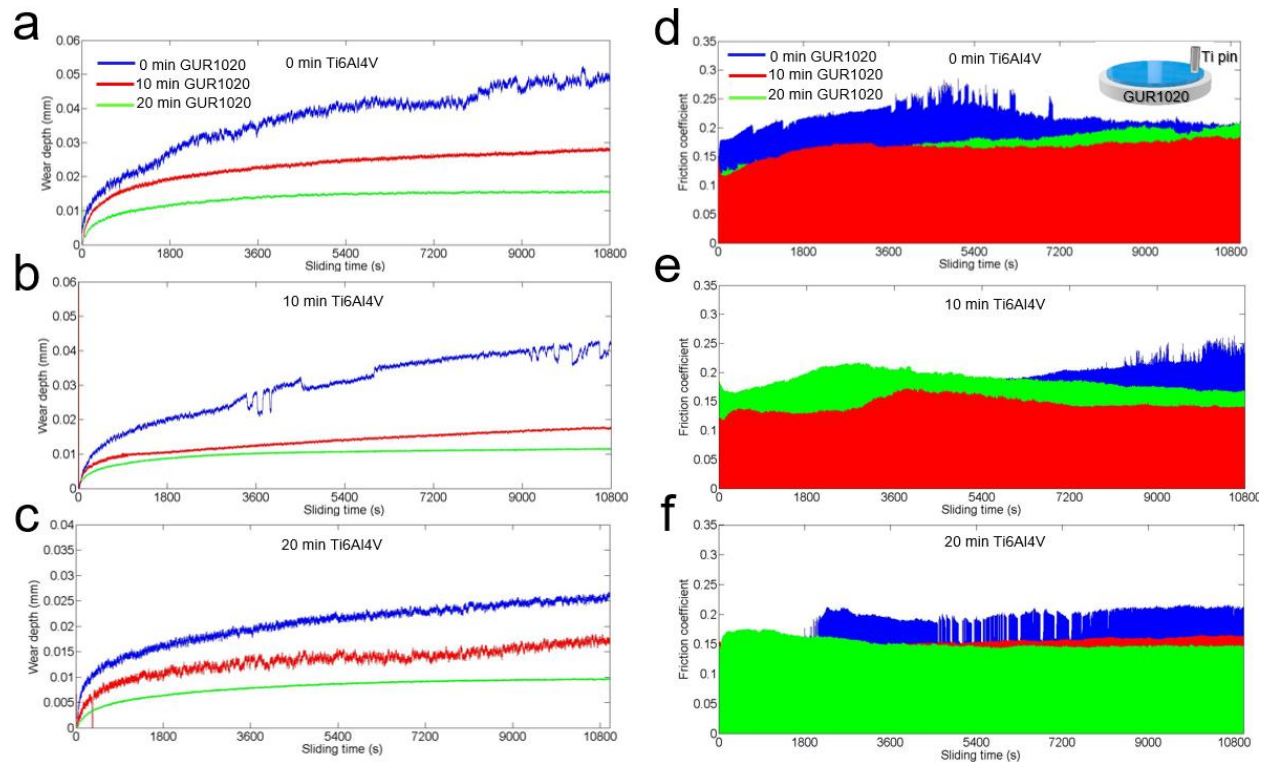 a
0.06
0.05
0.04
0.03
0.02
0.01
0
Wear depth (mm)
0 min GUR1020
10 min GUR1020
20 min GUR1020
0 min Ti6Al4V
0 1800 3600 5400 7200 9000 10800
Sliding time (s)
d
0.35
0.3
0.25
0.2
0.15
0.1
0.05
0
Friction coefficient
0 min GUR1020
10 min GUR1020
20 min GUR1020
0 min Ti6Al4V
Ti pin
GUR1020
0 1800 3600 5400 7200 9000 10800
Sliding time (s)
b
0.06
0.05
0.04
0.03
0.02
0.01
0
Wear depth (mm)
10 min Ti6Al4V
0 1800 3600 5400 7200 9000 10800
Sliding time (s)
e
0.35
0.3
0.25
0.2
0.15
0.1
0.05
0
Friction coefficient
10 min Ti6Al4V
0 1800 3600 5400 7200 9000 10800
Sliding time (s)
c
0.04
0.035
0.03
0.025
0.02
0.015
0.01
0.005
0
Wear depth (mm)
20 min Ti6Al4V
0 1800 3600 5400 7200 9000 10800
Sliding time (s)
f
0.35
0.3
0.25
0.2
0.15
0.1
0.05
0
Friction coefficient
20 min Ti6Al4V
0 1800 3600 5400 7200 9000 10800
Sliding time (s)